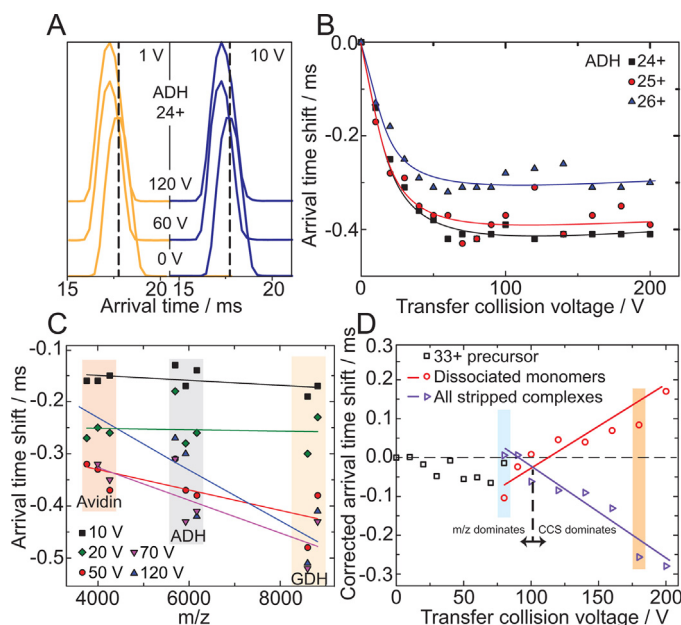 A
1 V
10 V
ADH
24+
120 V
60 V
0 V
15
20
15
20
21
Arrival time / ms
B
Arrival time shift / ms
0.0
-0.2
-0.4
ADH
24+
25+
26+
0
50
100
150
200
Transfer collision voltage / V
C
Arrival time shift / ms
-0.1
-0.2
-0.3
-0.4
-0.5
Avidin
ADH
GDH
10 V
20 V
50 V
70 V
120 V
4000
6000
8000
m/z
D
Corrected arrival time shift / ms
0.3
0.2
0.1
0.0
-0.1
-0.2
-0.3
33+ precursor
Dissociated monomers
All stripped complexes
m/z dominates
CCS dominates
0
40
80
120
160
200
Transfer collision voltage / V